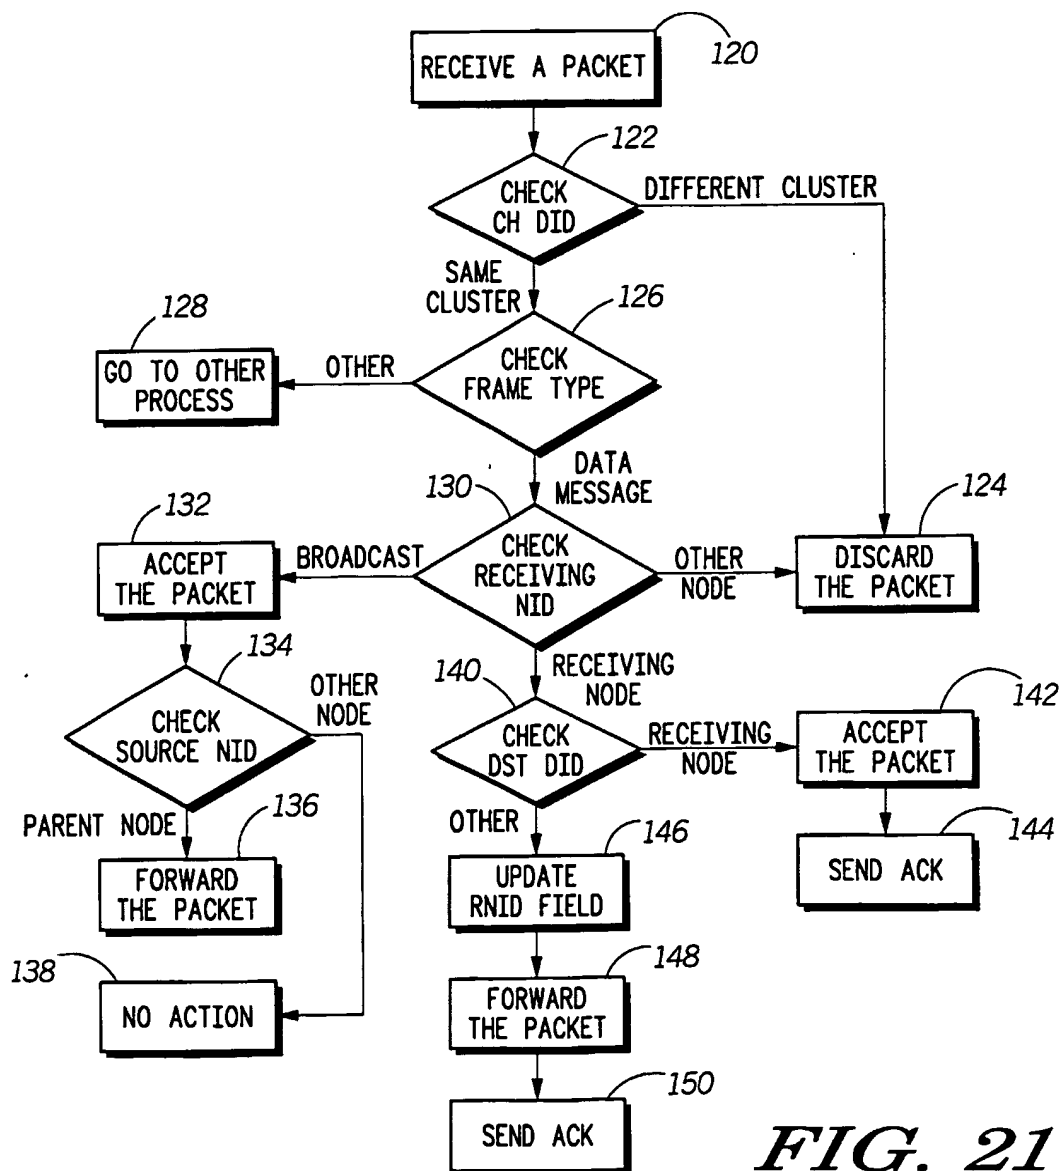 RECEIVE A PACKET
120
122
CHECK
CH DID
DIFFERENT CLUSTER
SAME
CLUSTER
126
128
CHECK
FRAME TYPE
OTHER
GO TO OTHER
PROCESS
DATA
MESSAGE
130
132
124
CHECK
RECEIVING
NID
BROADCAST
ACCEPT
THE PACKET
OTHER
NODE
DISCARD
THE PACKET
134
OTHER
NODE
CHECK
SOURCE NID
RECEIVING
NODE
140
142
CHECK
DST DID
RECEIVING
NODE
ACCEPT
THE PACKET
PARENT NODE
136
OTHER
146
144
FORWARD
THE PACKET
UPDATE
RNID FIELD
SEND ACK
138
148
NO ACTION
FORWARD
THE PACKET
150
SEND ACK
FIG. 21